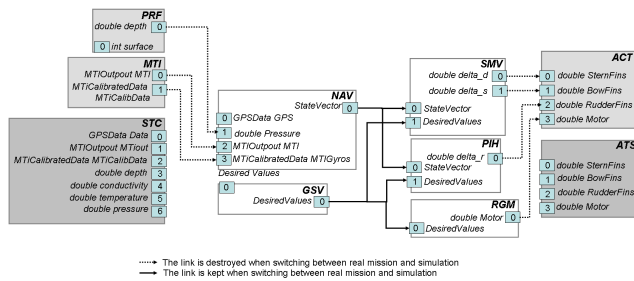 PRF
double depth 0
0 int surface
MTI
MTIOutpout MTI 0
MTiCalibratedData 1
MTiCalibData
STC
GPSData Data 0
MTIOutpout MTIout 1
MTiCalibratedData MTiCalibData 2
double depth 3
double conductivity 4
double temperature 5
double pressure 6
NAV
StateVector 0
0 GPSData GPS
1 double Pressure
2 MTIOutpout MTI
3 MTiCalibratedData MTIGyros
Desired Values
0
GSV
DesiredValues 0
SMV
double delta_d 0
double delta_s 1
0 StateVector
1 DesiredValues
PIH
double delta_r 0
0 StateVector
1 DesiredValues
RGM
double Motor 0
0 DesiredValues
ACT
0 double SternFins
1 double BowFins
2 double RudderFins
3 double Motor
ATS
0 double SternFins
1 double BowFins
2 double RudderFins
3 double Motor
The link is destroyed when switching between real mission and simulation
The link is kept when switching between real mission and simulation